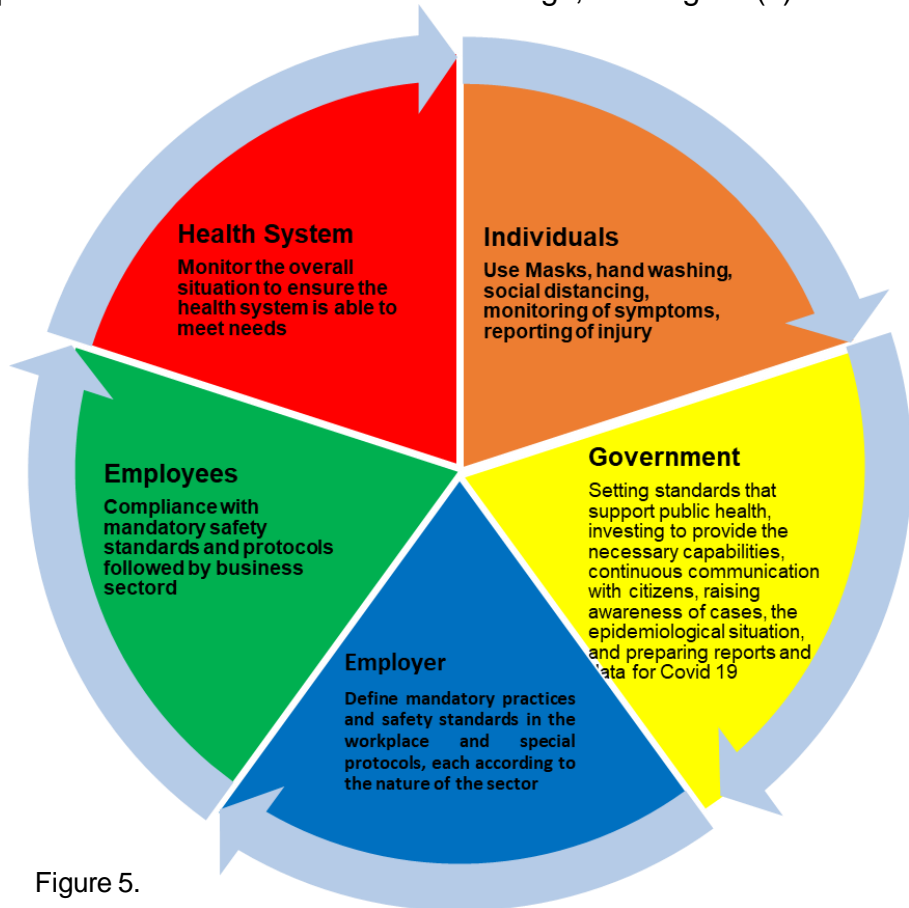 Health System
Monitor the overall
situation to ensure the
health system is able to
meet needs
Individuals
Use Masks, hand washing,
social distancing,
monitoring of symptoms,
reporting of injury
Government
Setting standards that
support public health,
investing to provide the
necessary capabilities,
continuous communication
with citizens, raising
awareness of cases, the
epidemiological situation,
and preparing reports and
data for Covid 19
Employer
Define mandatory practices
and safety standards in the
workplace and special
protocols, each according to
the nature of the sector
Employees
Compliance with
mandatory safety
standards and protocols
followed by business
sectord
Figure 5.